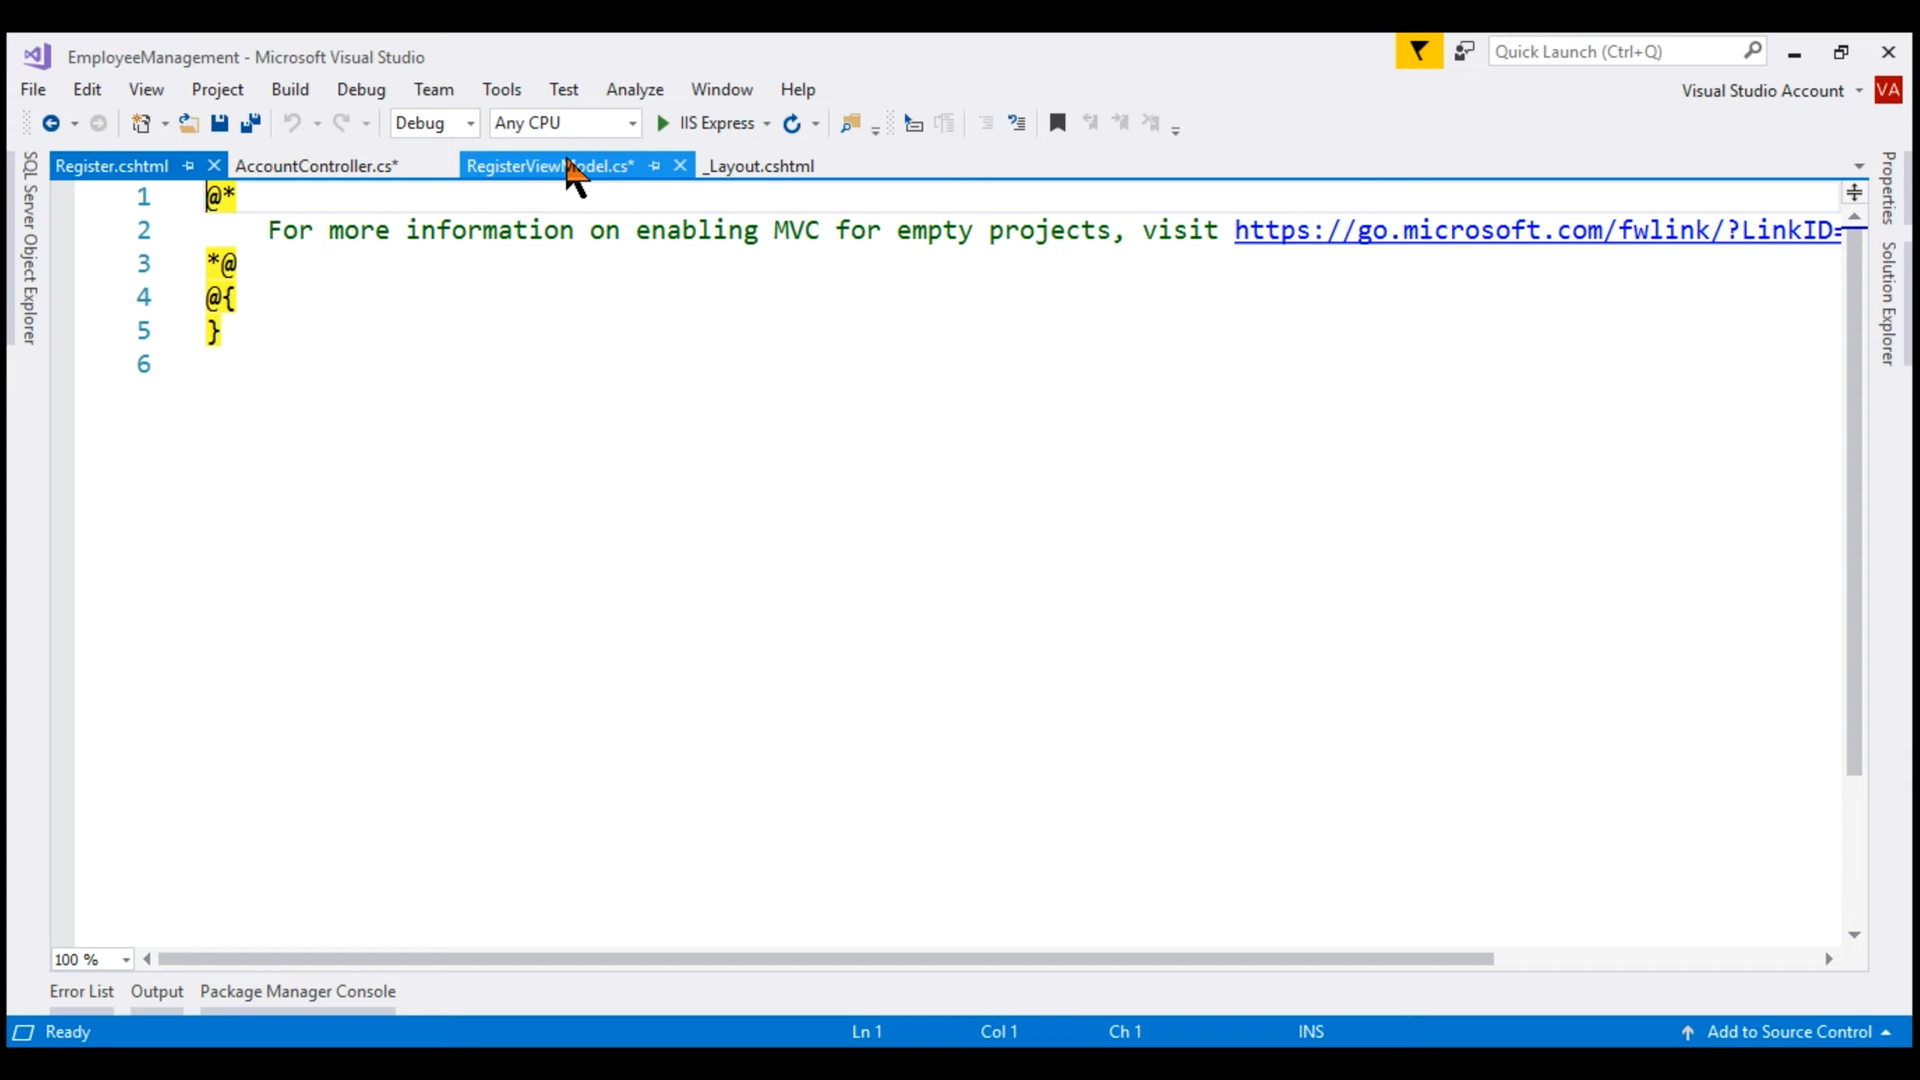 EmployeeManagement - Microsoft Visual Studio
Quick Launch (Ctrl+Q)
File Edit View Project Build Debug Team Tools Test Analyze Window Help
Visual Studio Account VA
Debug Any CPU IIS Express
Register.cshtml AccountController.cs* RegisterViewModel.cs* _Layout.cshtml
SQL Server Object Explorer
Properties
Solution Explorer
1 @*
2 For more information on enabling MVC for empty projects, visit https://go.microsoft.com/fwlink/?LinkID=
3 *@
4 @{
5 }
6
100 %
Error List Output Package Manager Console
Ready Ln 1 Col 1 Ch 1 INS Add to Source Control